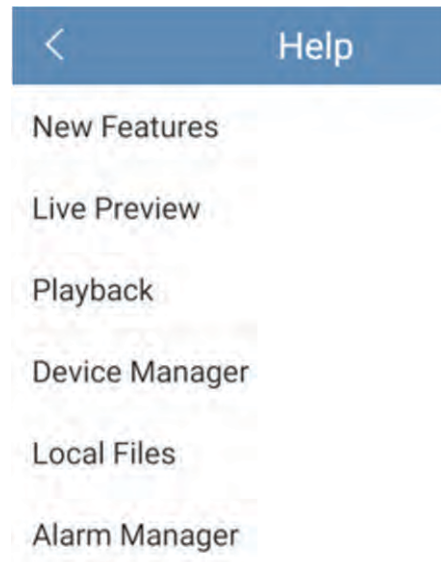 Help
New Features
Live Preview
Playback
Device Manager
Local Files
Alarm Manager